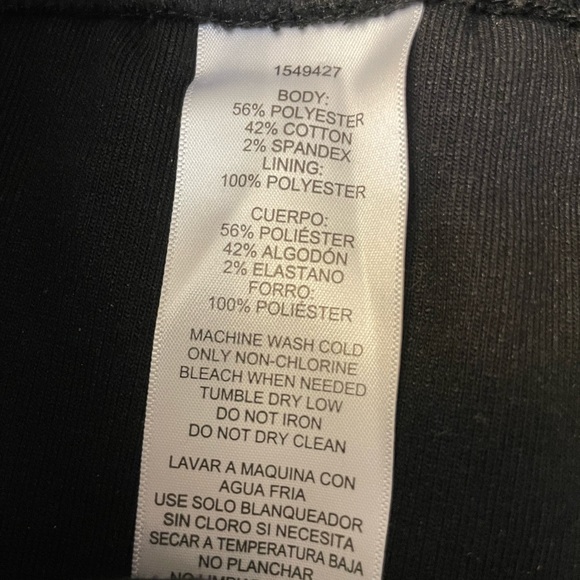 1549427
BODY:
56% POLYESTER
42% COTTON
2% SPANDEX
LINING:
100% POLYESTER
CUERPO:
56% POLIÉSTER
42% ALGODÓN
2% ELASTANO
FORRO:
100% POLIÉSTER
MACHINE WASH COLD
ONLY NON-CHLORINE
BLEACH WHEN NEEDED
TUMBLE DRY LOW
DO NOT IRON
DO NOT DRY CLEAN
LAVAR A MAQUINA CON
AGUA FRIA
USE SOLO BLANQUEADOR
SIN CLORO SI NECESITA
SECAR A TEMPERATURA BAJA
NO PLANCHAR